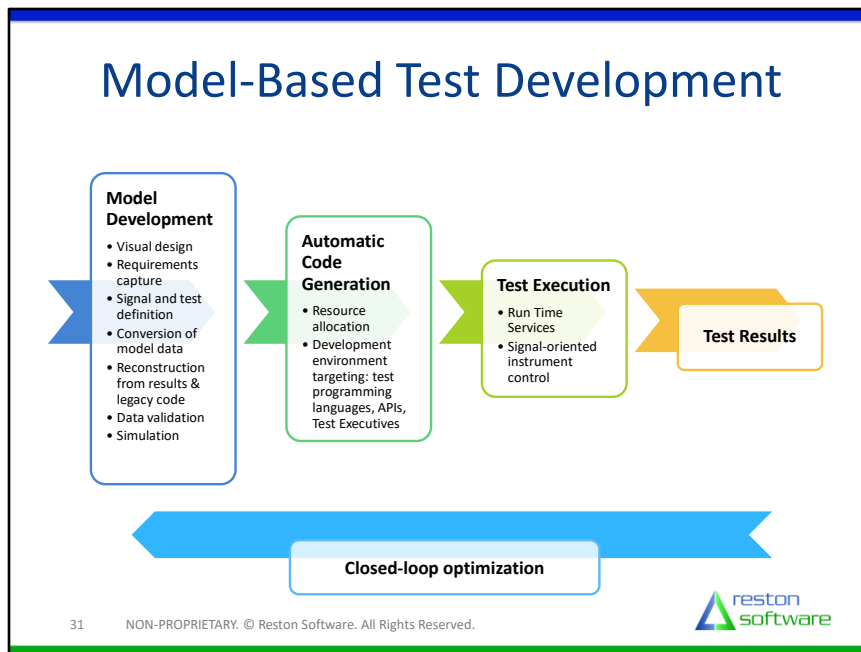 Model-Based Test Development
Model
Development
• Visual design
• Requirements
capture
• Signal and test
definition
• Conversion of
model data
• Reconstruction
from results &
legacy code
• Data validation
• Simulation
Automatic
Code
Generation
• Resource
allocation
• Development
environment
targeting: test
programming
languages, APIs,
Test Executives
Test Execution
• Run Time
Services
• Signal-oriented
instrument
control
Test Results
Closed-loop optimization
31 NON-PROPRIETARY. © Reston Software. All Rights Reserved.
reston
software